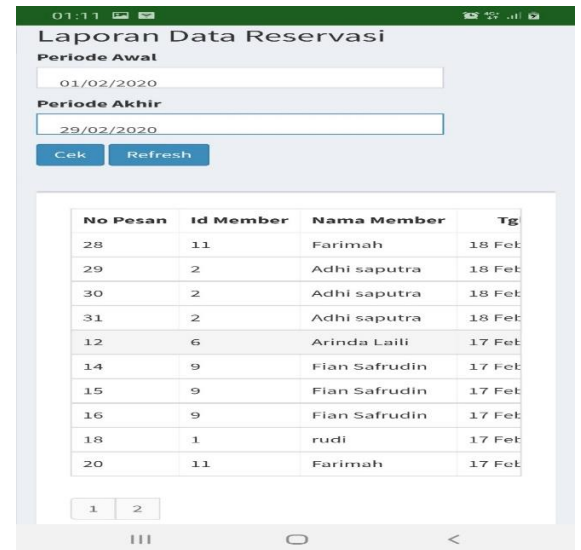 01:11
Laporan Data Reservasi
Periode Awal
01/02/2020
Periode Akhir
29/02/2020
Cek Refresh
No Pesan Id Member Nama Member Tg
28 11 Farimah 18 Feb
29 2 Adhi saputra 18 Feb
30 2 Adhi saputra 18 Feb
31 2 Adhi saputra 18 Feb
12 6 Arinda Laili 17 Feb
14 9 Fian Safrudin 17 Feb
15 9 Fian Safrudin 17 Feb
16 9 Fian Safrudin 17 Feb
18 1 rudi 17 Feb
20 11 Farimah 17 Feb
1 2